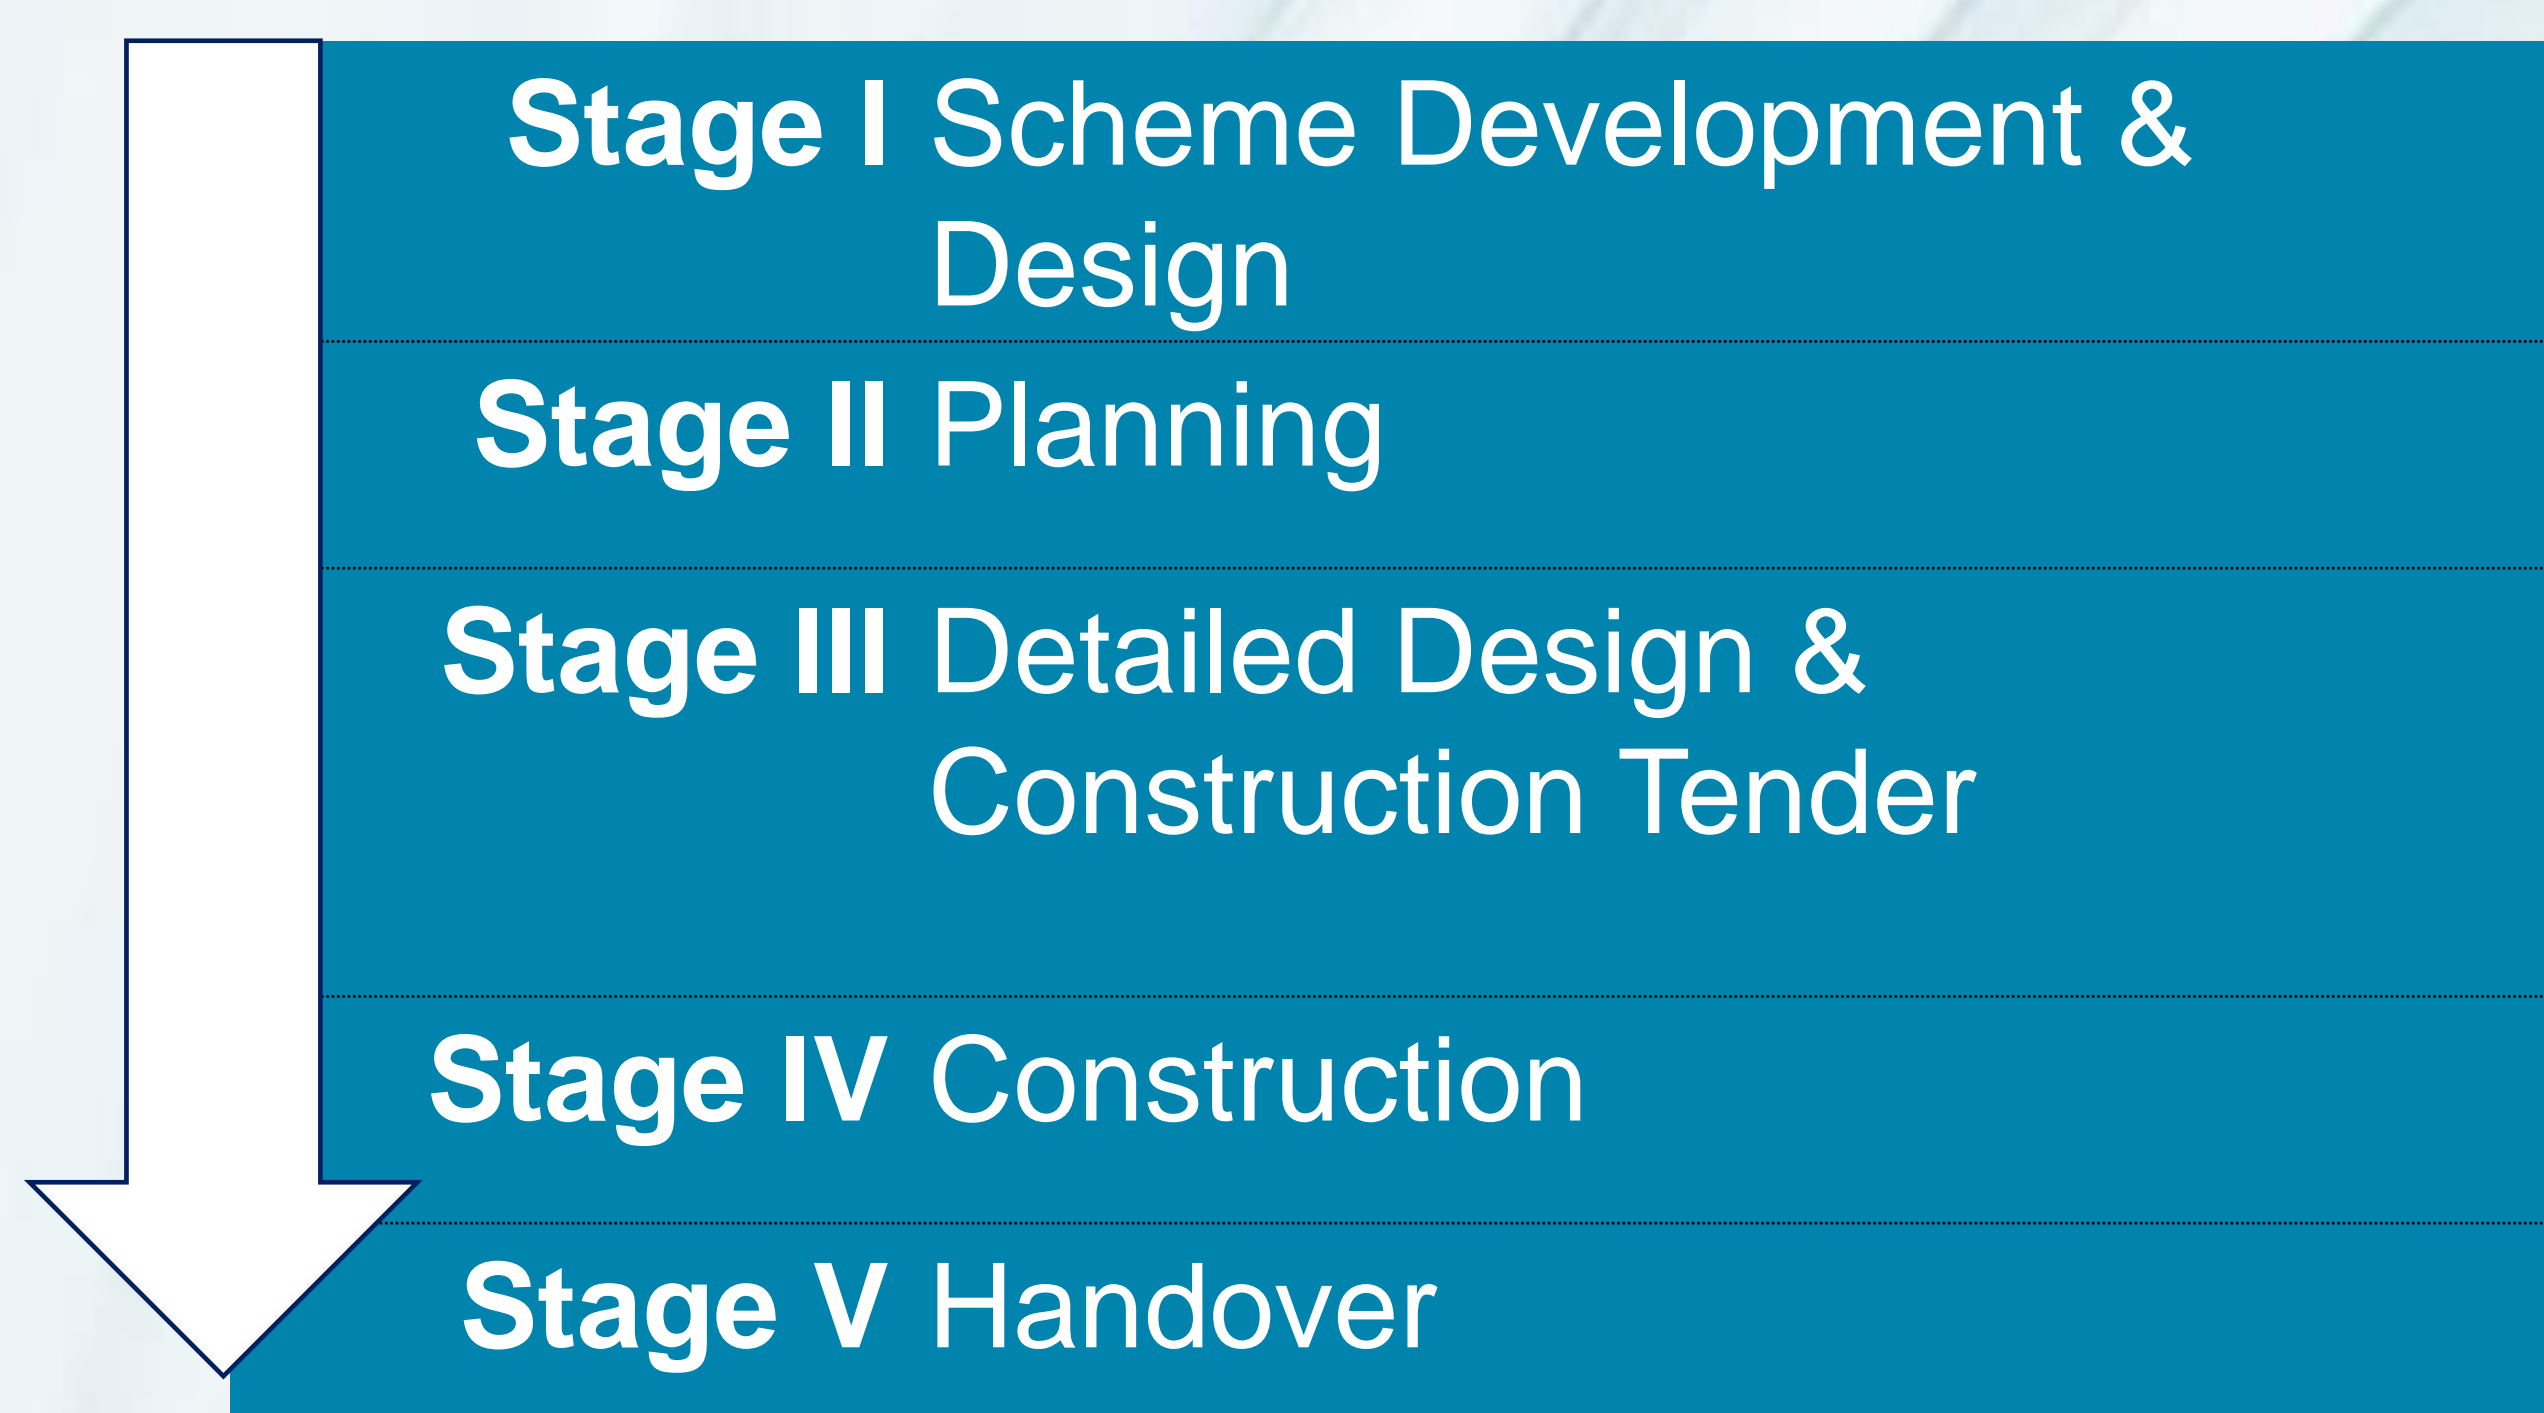 Stage I Scheme Development &
Design
Stage II Planning
Stage III Detailed Design &
Construction Tender
Stage IV Construction
Stage V Handover